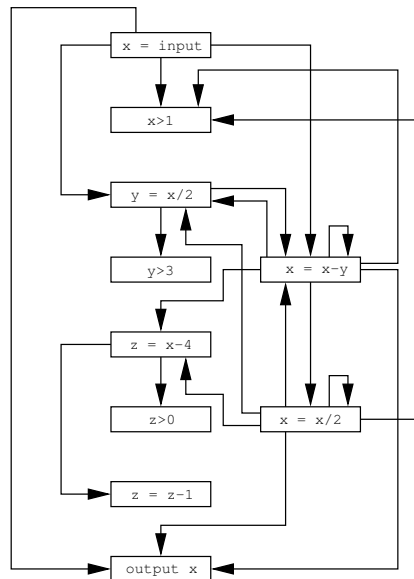 x = input
x>1
y = x/2
y>3
x = x-y
z = x-4
z>0
x = x/2
z = z-1
output x